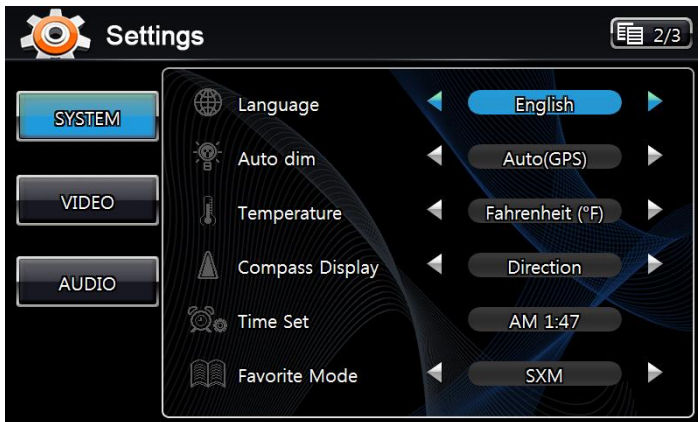 Settings
2/3
SYSTEM
VIDEO
AUDIO
Language English
Auto dim Auto(GPS)
Temperature Fahrenheit (°F)
Compass Display Direction
Time Set AM 1:47
Favorite Mode SXM